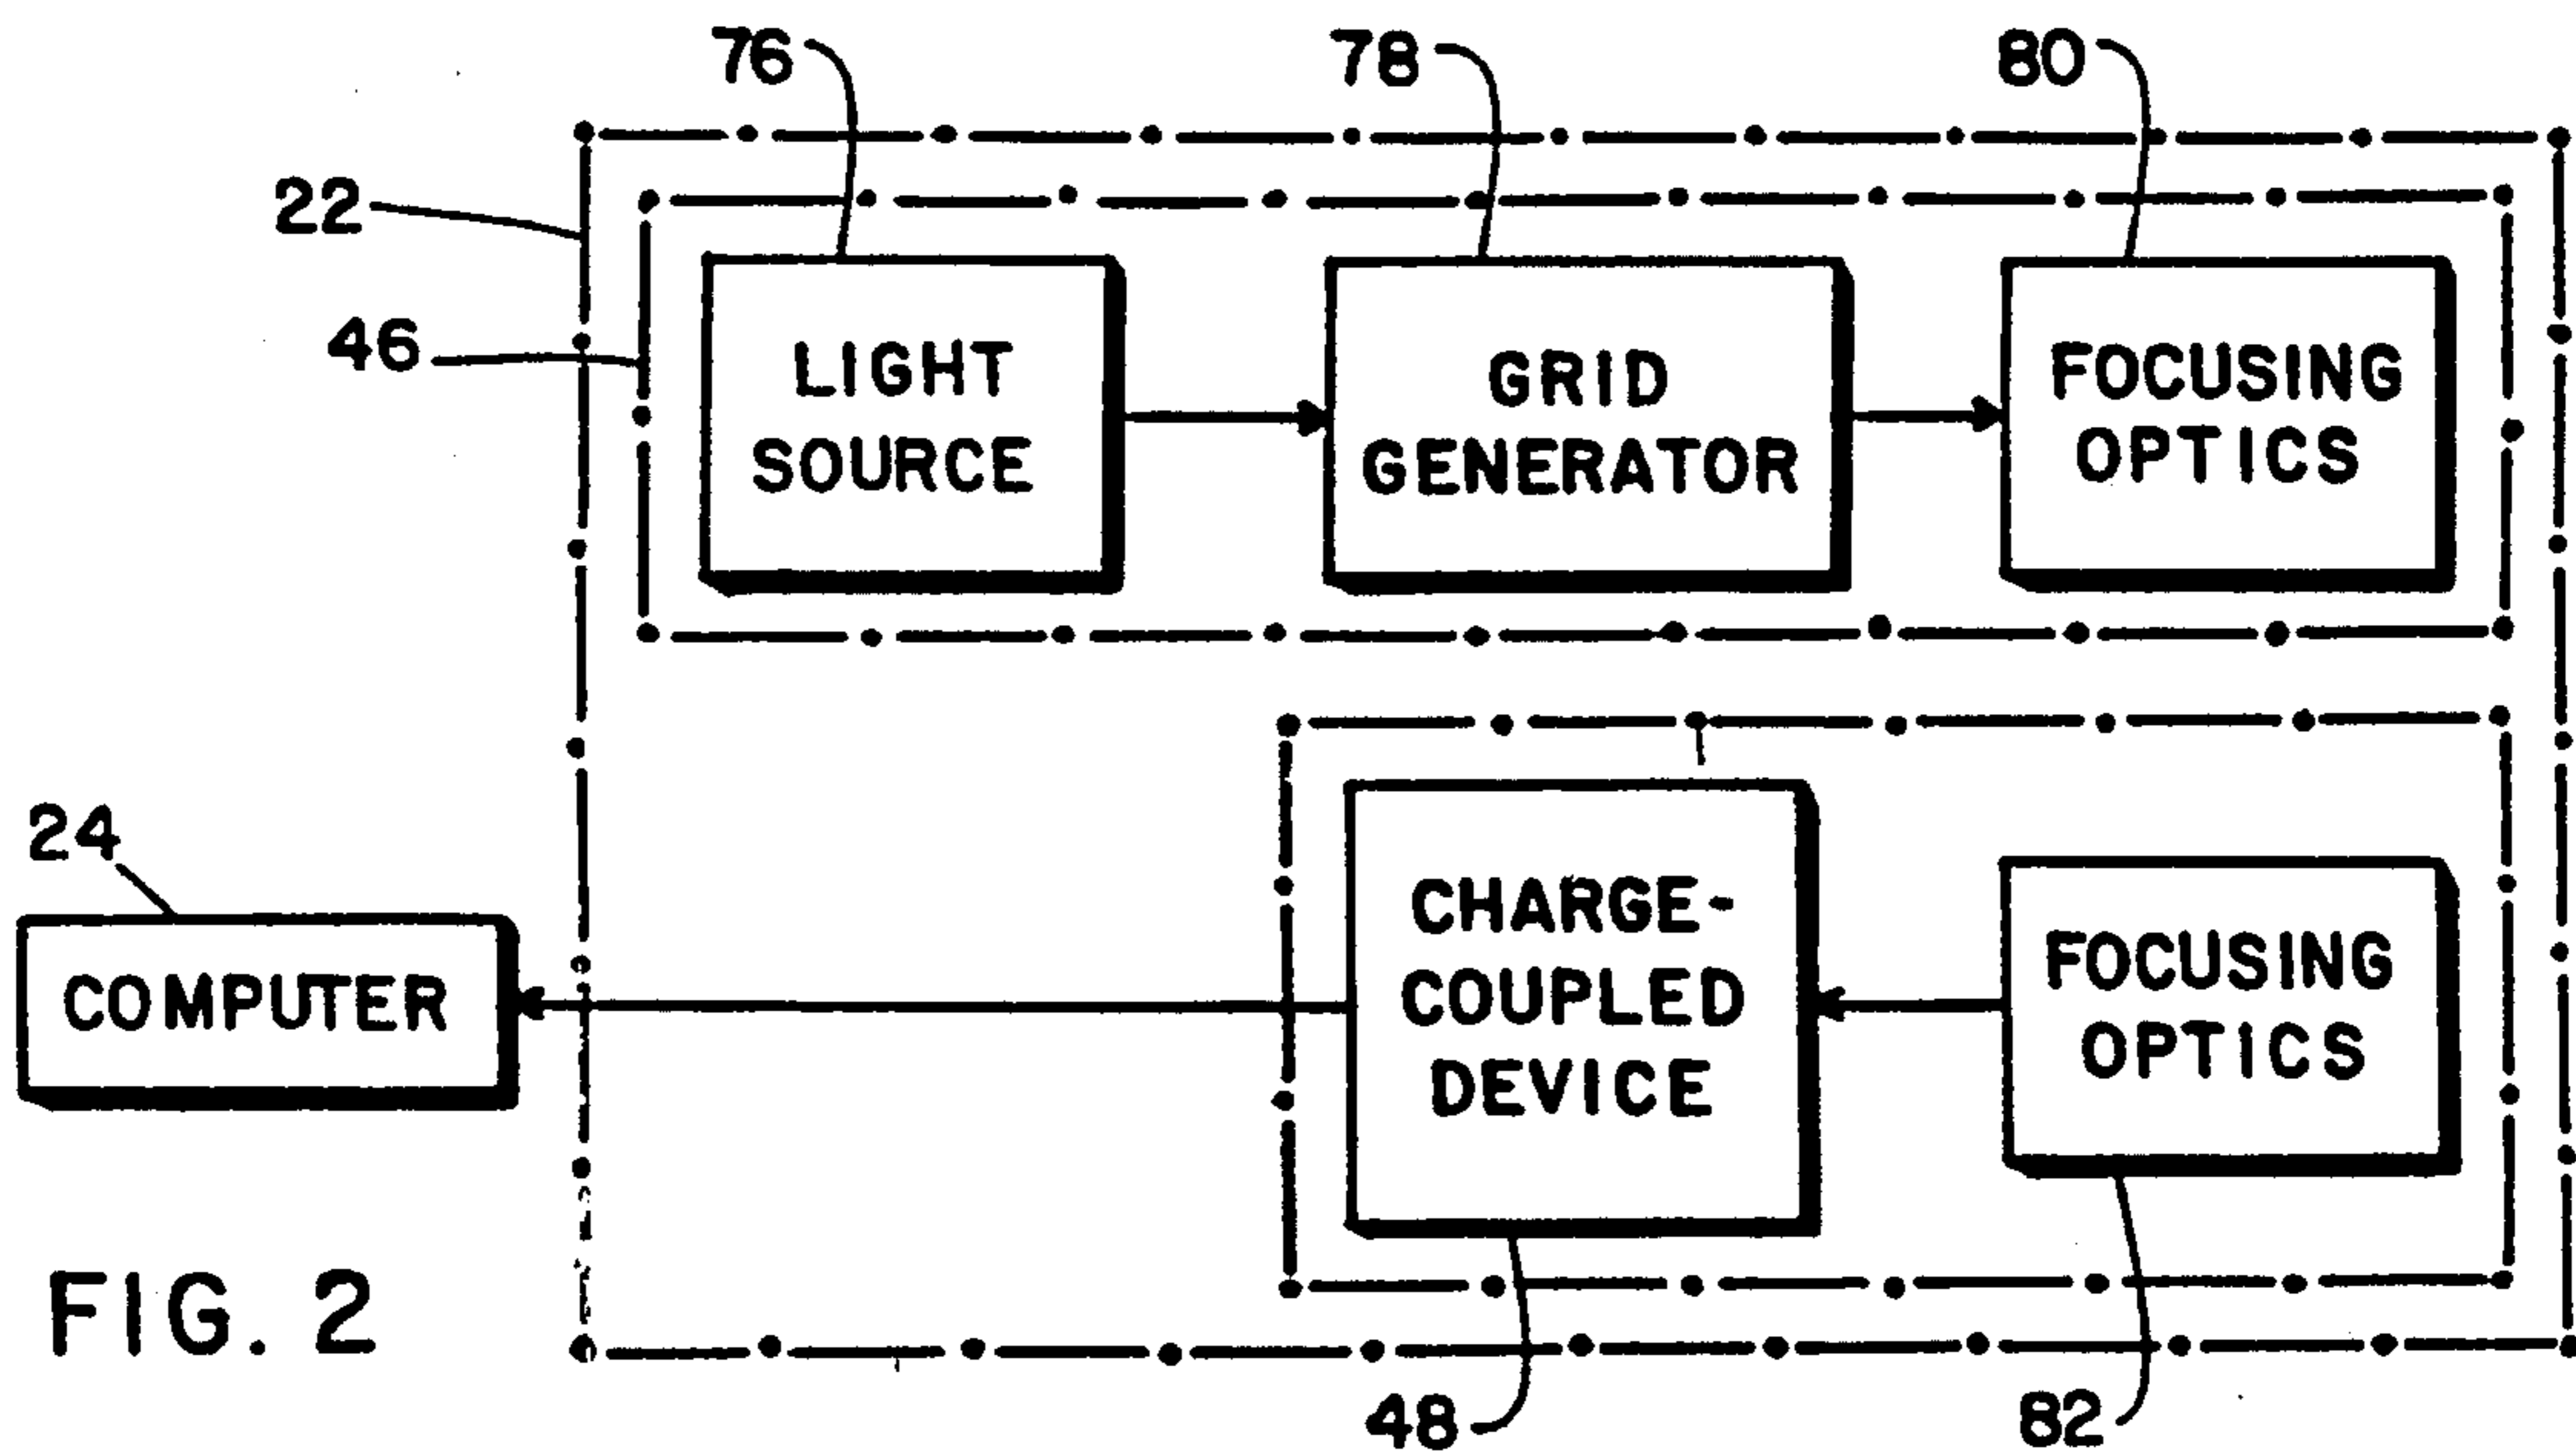 76
78
80
22
46
LIGHT
SOURCE
GRID
GENERATOR
FOCUSING
OPTICS
24
COMPUTER
CHARGE-
COUPLED
DEVICE
FOCUSING
OPTICS
48
82
FIG. 2